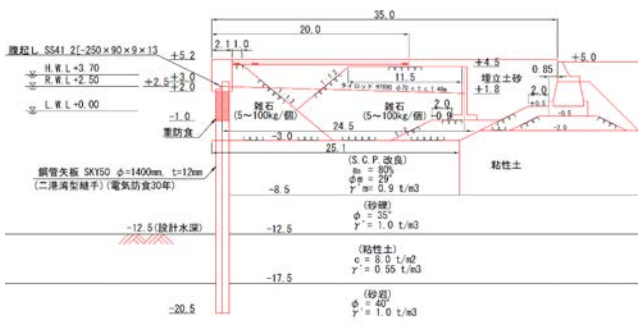 35.0
20.0
2.1 1.0
腹起し SS41 2[-250×90×9×13
+5.2
H.W.L+3.70
R.W.L+2.50
+2.5
+3.0
+2.0
L.W.L+0.00
-1.0
重防食
11.5
雑石
(5~100kg/個)
雑石
(5~100kg/個)
2.0
-0.9
+4.5
埋立土砂
+1.8
0.85
+5.0
2.0
+0.5
-0.5
-2.0
24.5
-3.0
25.1
粘性土
鋼管矢板 SKY50 φ=1400mm, t=12mm
(二港湾型継手)(電気防食30年)
(S.C.P.改良)
as = 80%
φm = 29°
γ'm= 0.9 t/m3
-8.5
(砂礫)
φ = 35°
γ' = 1.0 t/m3
-12.5(設計水深)
-12.5
(粘性土)
c = 8.0 t/m2
γ' = 0.55 t/m3
-17.5
(砂岩)
φ = 40°
γ' = 1.0 t/m3
-20.5